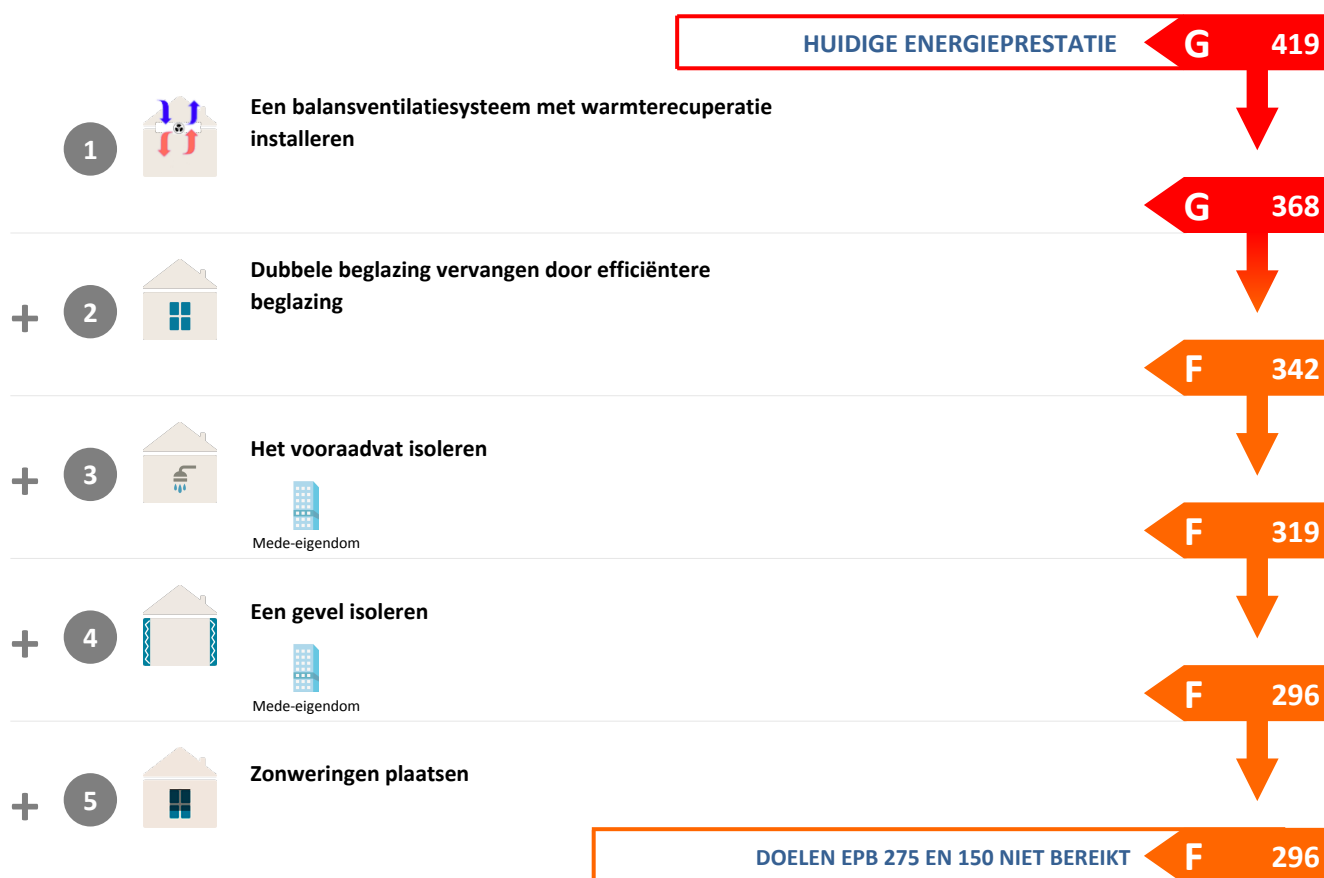 HUIDIGE ENERGIEPRESTATIE G 419
1 Een balansventilatiesysteem met warmterecuperatie
installeren
G 368
+ 2 Dubbele beglazing vervangen door efficiëntere
beglazing
F 342
+ 3 Het vooraadvat isoleren
Mede-eigendom
F 319
+ 4 Een gevel isoleren
Mede-eigendom
F 296
+ 5 Zonweringen plaatsen
DOELEN EPB 275 EN 150 NIET BEREIKT F 296